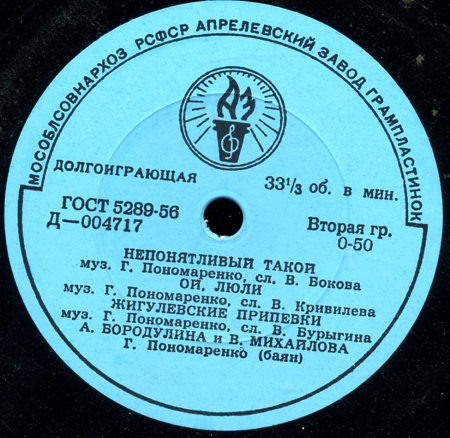 МОСОБЛСОВНАРХОЗ РСФСР АПРЕЛЕВСКИЙ ЗАВОД ГРАМПЛАСТИНОК
АЗ
ДОЛГОИГРАЮЩАЯ 33⅓ об. в мин.
ГОСТ 5289-56 Вторая гр.
Д—004717 0-50
НЕПОНЯТЛИВЫЙ ТАКОЙ
муз. Г. Пономаренко, сл. В. Бокова
ОЙ, ЛЮЛИ
муз. Г. Пономаренко, сл. В. Кривилева
ЖИГУЛЕВСКИЕ ПРИПЕВКИ
муз. Г. Пономаренко, сл. В. Бурыгина
А. БОРОДУЛИНА и В. МИХАЙЛОВА
Г. Пономаренко (баян)